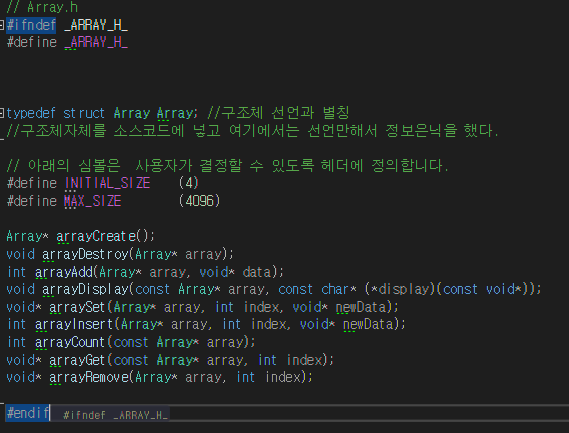 // Array.h
#ifndef _ARRAY_H_
#define _ARRAY_H_
typedef struct Array Array; //구조체 선언과 별칭
//구조체자체를 소스코드에 넣고 여기에서는 선언만해서 정보은닉을 했다.
// 아래의 심볼은  사용자가 결정할 수 있도록 헤더에 정의합니다.
#define INITIAL_SIZE    (4)
#define MAX_SIZE        (4096)
Array* arrayCreate();
void arrayDestroy(Array* array);
int arrayAdd(Array* array, void* data);
void arrayDisplay(const Array* array, const char* (*display)(const void*));
void* arraySet(Array* array, int index, void* newData);
int arrayInsert(Array* array, int index, void* newData);
int arrayCount(const Array* array);
void* arrayGet(const Array* array, int index);
void* arrayRemove(Array* array, int index);
#endif #ifndef _ARRAY_H_